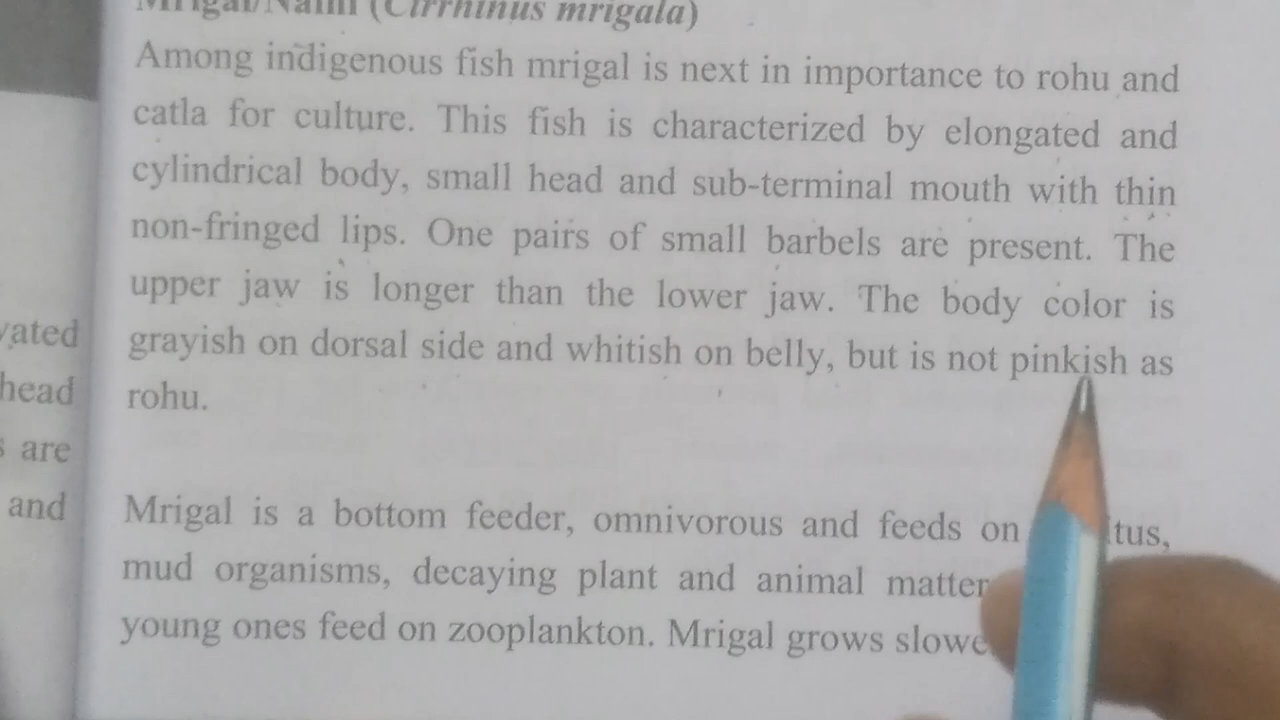 (Cirrhinus mrigala)
Among indigenous fish mrigal is next in importance to rohu and
catla for culture. This fish is characterized by elongated and
cylindrical body, small head and sub-terminal mouth with thin
non-fringed lips. One pairs of small barbels are present. The
upper jaw is longer than the lower jaw. The body color is
grayish on dorsal side and whitish on belly, but is not pinkish as
rohu.
Mrigal is a bottom feeder, omnivorous and feeds on
mud organisms, decaying plant and animal matter
young ones feed on zooplankton. Mrigal grows
head
are
and